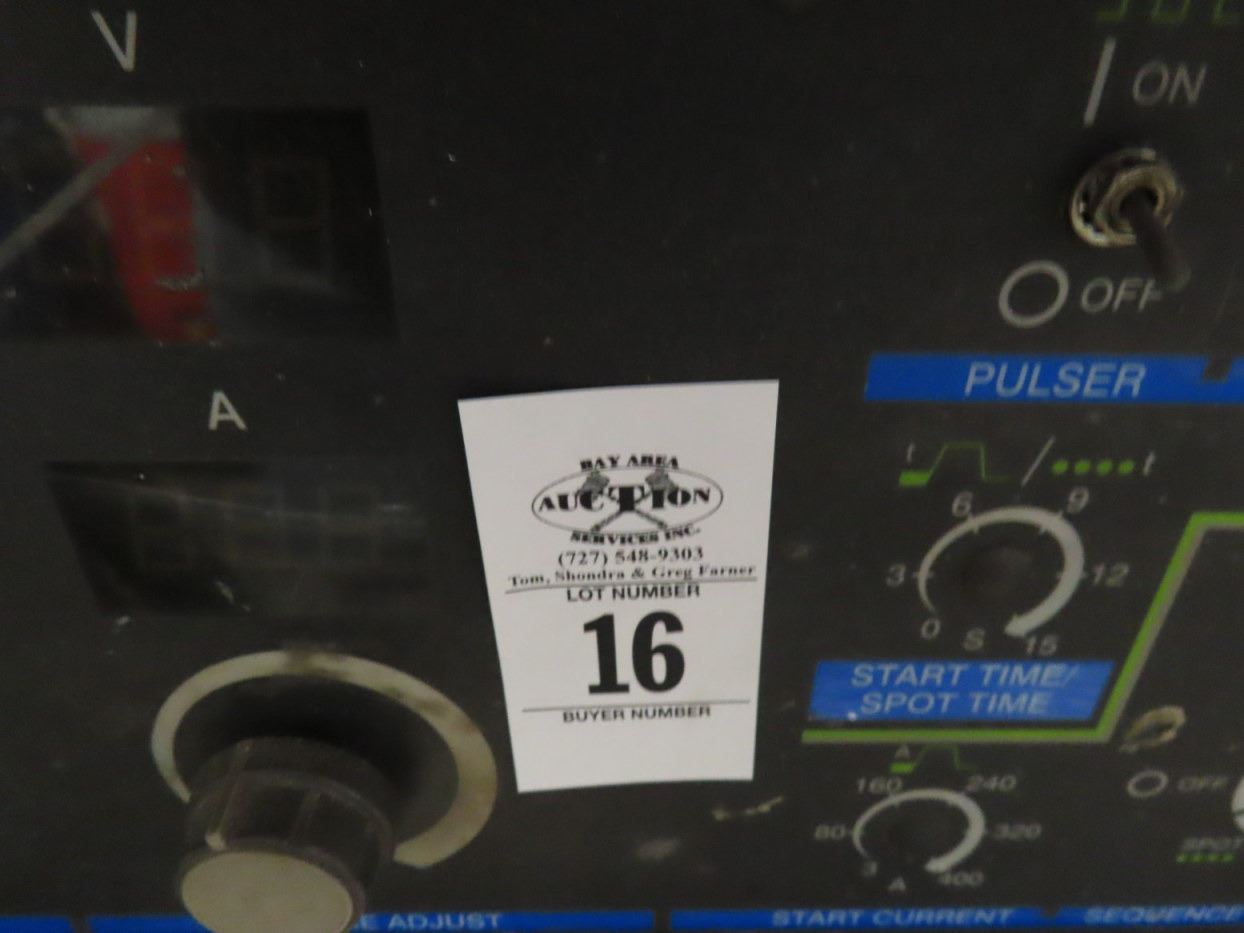 V
ON
OFF
PULSER
A
BAY AREA
AUCTION
SERVICES INC.
(727) 548-9303
Tom, Shondra & Greg Farner
LOT NUMBER
16
BUYER NUMBER
t / t
6 9
3 12
0 S 15
START TIME/
SPOT TIME
A
160 240
80 320
3 A 400
OFF
SPOT
ADJUST
START CURRENT
SEQUENCE